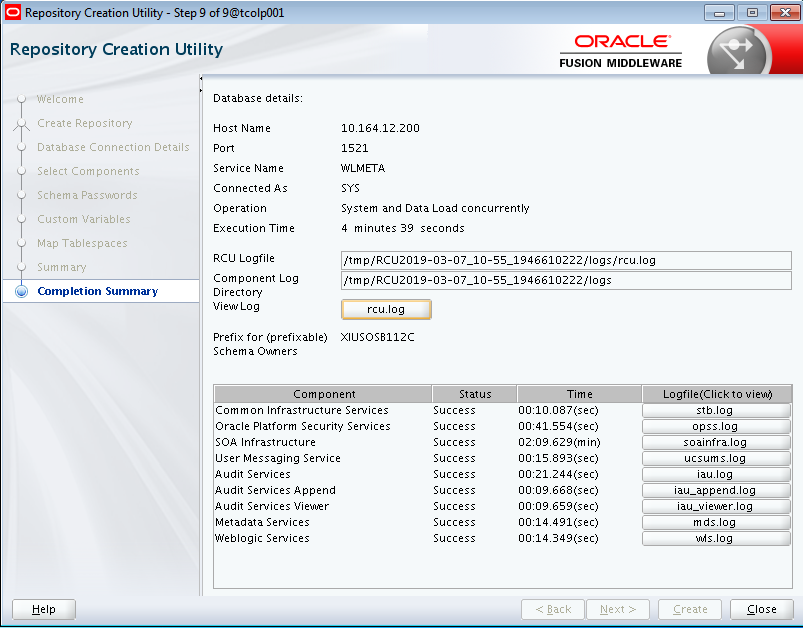 Repository Creation Utility - Step 9 of 9@tcolp001
Repository Creation Utility
ORACLE
FUSION MIDDLEWARE
Welcome
Create Repository
Database Connection Details
Select Components
Schema Passwords
Custom Variables
Map Tablespaces
Summary
Completion Summary
Database details:
Host Name 10.164.12.200
Port 1521
Service Name WLMETA
Connected As SYS
Operation System and Data Load concurrently
Execution Time 4 minutes 39 seconds
RCU Logfile /tmp/RCU2019-03-07_10-55_1946610222/logs/rcu.log
Component Log /tmp/RCU2019-03-07_10-55_1946610222/logs
Directory
View Log rcu.log
Prefix for (prefixable) XIUSOSB112C
Schema Owners
Component Status Time Logfile(Click to view)
Common Infrastructure Services Success 00:10.087(sec) stb.log
Oracle Platform Security Services Success 00:41.554(sec) opss.log
SOA Infrastructure Success 02:09.629(min) soainfra.log
User Messaging Service Success 00:15.893(sec) ucsums.log
Audit Services Success 00:21.244(sec) iau.log
Audit Services Append Success 00:09.668(sec) iau_append.log
Audit Services Viewer Success 00:09.659(sec) iau_viewer.log
Metadata Services Success 00:14.491(sec) mds.log
Weblogic Services Success 00:14.349(sec) wls.log
Help < Back Next > Create Close